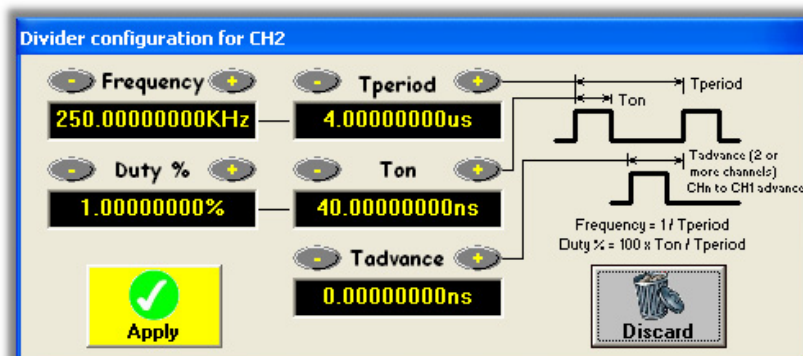 Divider configuration for CH2
- Frequency +
- Tperiod +
250.00000000KHz
4.00000000us
- Duty % +
- Ton +
1.00000000%
40.00000000ns
- Tadvance +
0.00000000ns
Apply
Tperiod
Ton
Tadvance (2 or
more channels)
CHn to CH1 advance
Frequency = 1 / Tperiod
Duty % = 100 x Ton / Tperiod
Discard